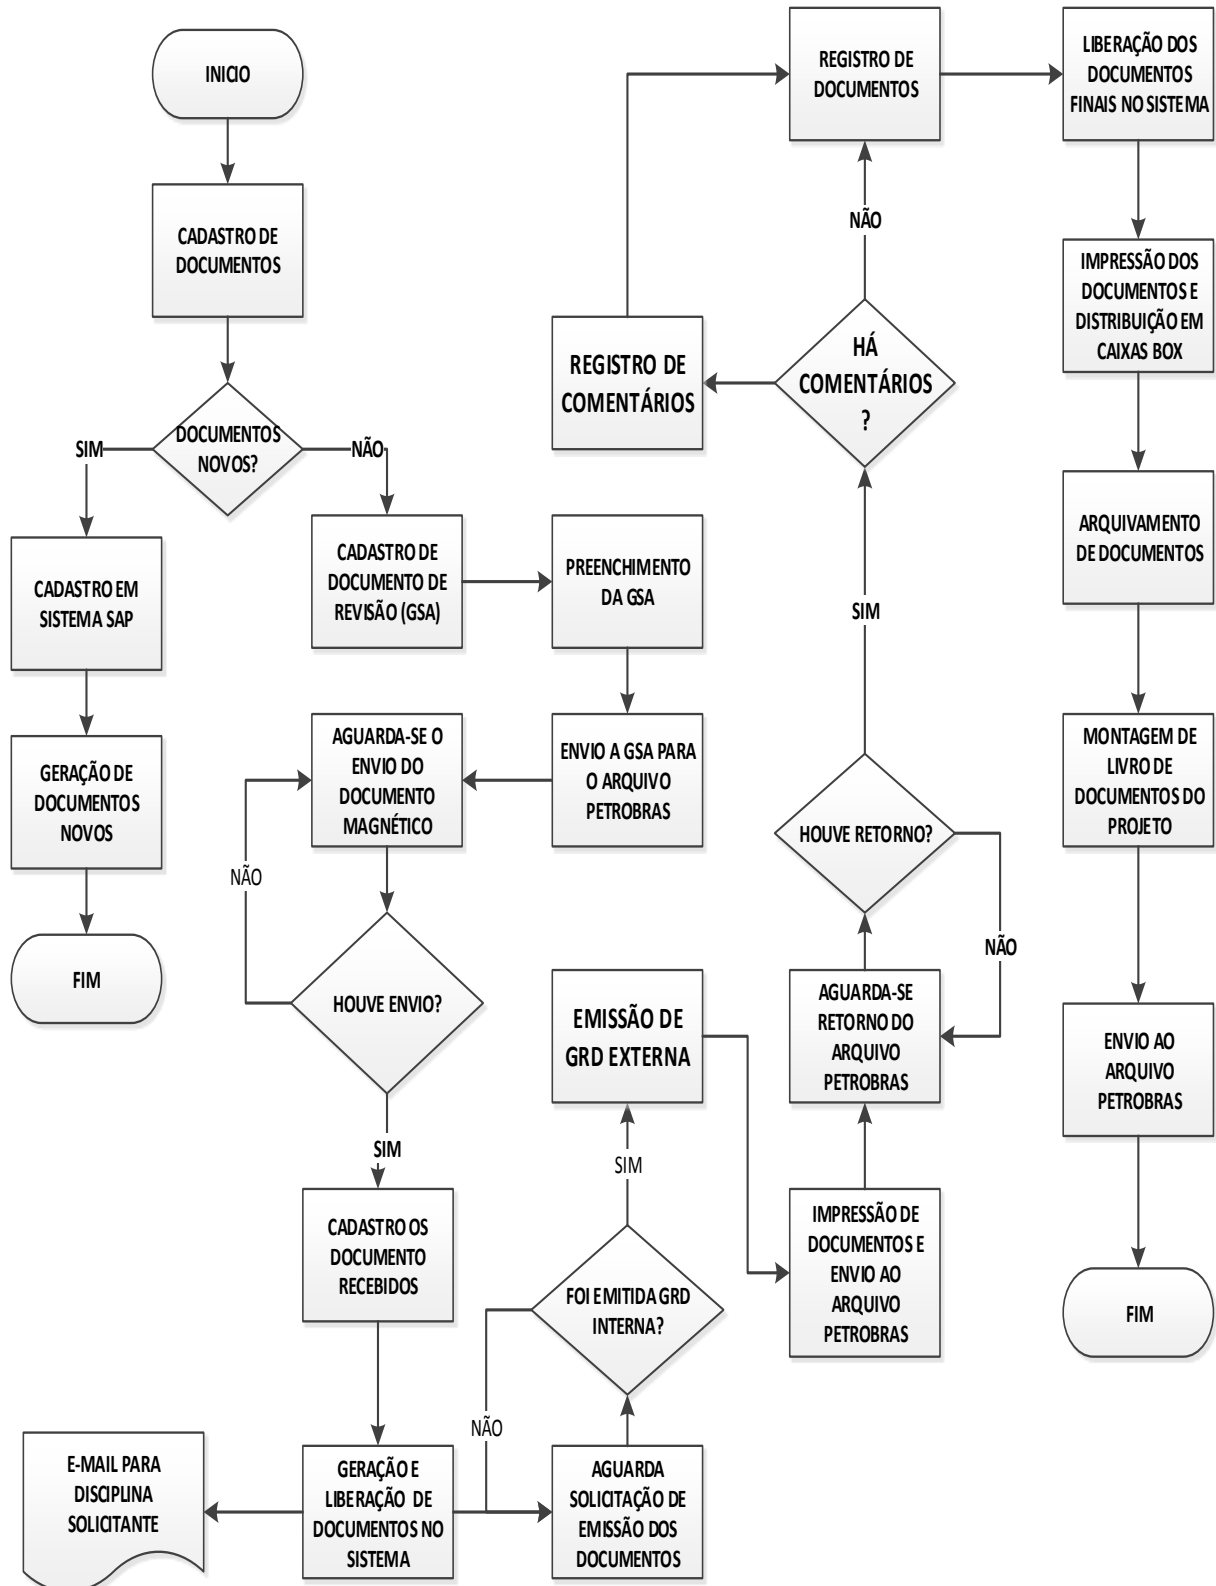 INICIO
CADASTRO DE
DOCUMENTOS
DOCUMENTOS
NOVOS?
SIM
NÃO
CADASTRO EM
SISTEMA SAP
GERAÇÃO DE
DOCUMENTOS
NOVOS
FIM
CADASTRO DE
DOCUMENTO DE
REVISÃO (GSA)
PREENCHIMENTO
DA GSA
ENVIO A GSA PARA
O ARQUIVO
PETROBRAS
AGUARDA-SE O
ENVIO DO
DOCUMENTO
MAGNÉTICO
NÃO
HOUVE ENVIO?
SIM
CADASTRO OS
DOCUMENTO
RECEBIDOS
GERAÇÃO E
LIBERAÇÃO DE
DOCUMENTOS NO
SISTEMA
E-MAIL PARA
DISCIPLINA
SOLICITANTE
AGUARDA
SOLICITAÇÃO DE
EMISSÃO DOS
DOCUMENTOS
NÃO
FOI EMITIDA GRD
INTERNA?
SIM
EMISSÃO DE
GRD EXTERNA
IMPRESSÃO DE
DOCUMENTOS E
ENVIO AO
ARQUIVO
PETROBRAS
AGUARDA-SE
RETORNO DO
ARQUIVO
PETROBRAS
HOUVE RETORNO?
NÃO
SIM
HÁ
COMENTÁRIOS
?
REGISTRO DE
COMENTÁRIOS
NÃO
REGISTRO DE
DOCUMENTOS
LIBERAÇÃO DOS
DOCUMENTOS
FINAIS NO SISTEMA
IMPRESSÃO DOS
DOCUMENTOS E
DISTRIBUIÇÃO EM
CAIXAS BOX
ARQUIVAMENTO
DE DOCUMENTOS
MONTAGEM DE
LIVRO DE
DOCUMENTOS DO
PROJETO
ENVIO AO
ARQUIVO
PETROBRAS
FIM